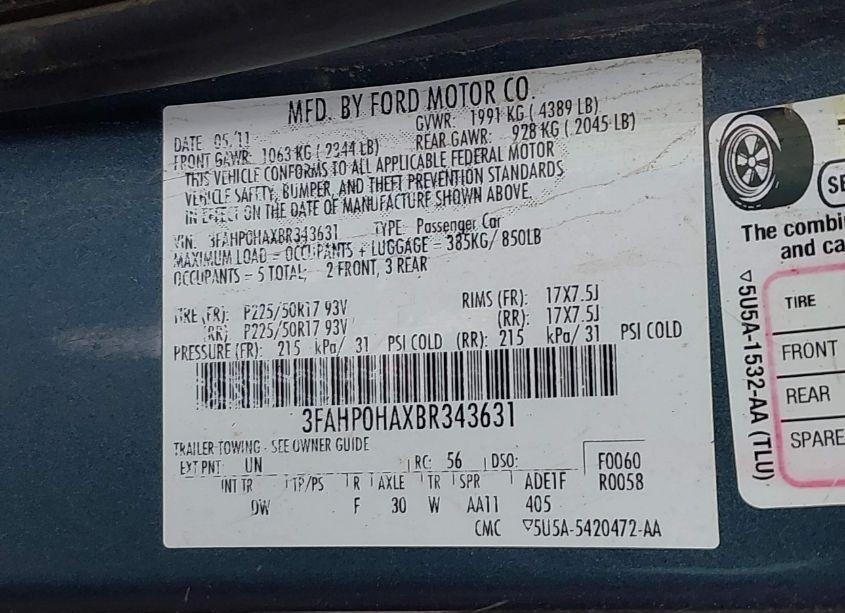 MFD. BY FORD MOTOR CO.
DATE 05/11 GVWR: 1991 KG ( 4389 LB)
FRONT GAWR: 1063 KG ( 2344 LB) REAR GAWR: 928 KG ( 2045 LB)
THIS VEHICLE CONFORMS TO ALL APPLICABLE FEDERAL MOTOR
VEHICLE SAFETY, BUMPER, AND THEFT PREVENTION STANDARDS
IN EFFECT ON THE DATE OF MANUFACTURE SHOWN ABOVE.
VIN: 3FAHP0HAXBR343631 TYPE: Passenger Car
MAXIMUM LOAD = OCCUPANTS + LUGGAGE = 385KG/ 850LB
OCCUPANTS = 5 TOTAL; 2 FRONT, 3 REAR
TIRE (FR): P225/50R17 93V RIMS (FR): 17X7.5J
(RR) P225/50R17 93V (RR): 17X7.5J
PRESSURE (FR): 215 kPa/ 31 PSI COLD (RR): 215 kPa/ 31 PSI COLD
3FAHP0HAXBR343631
TRAILER TOWING - SEE OWNER GUIDE
EXT PNT: UN RC: 56 DSO: F0060
INT TR TP/PS R AXLE TR SPR ADE1F R0058
DW F 30 W AA11 405
CMC ▽5U5A-5420472-AA
SE
The combin
and ca
▽5U5A-1532-AA (TLU)
TIRE
FRONT
REAR
SPARE